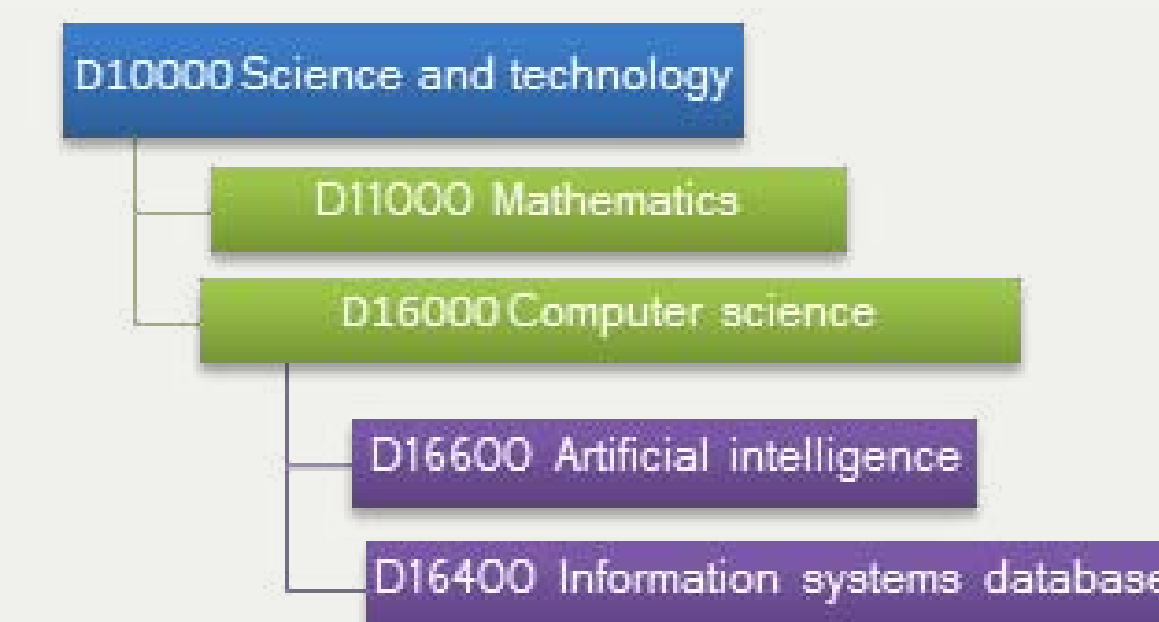 D10000 Science and technology
D11000 Mathematics
D16000 Computer science
D16600 Artificial intelligence
D16400 Information systems database